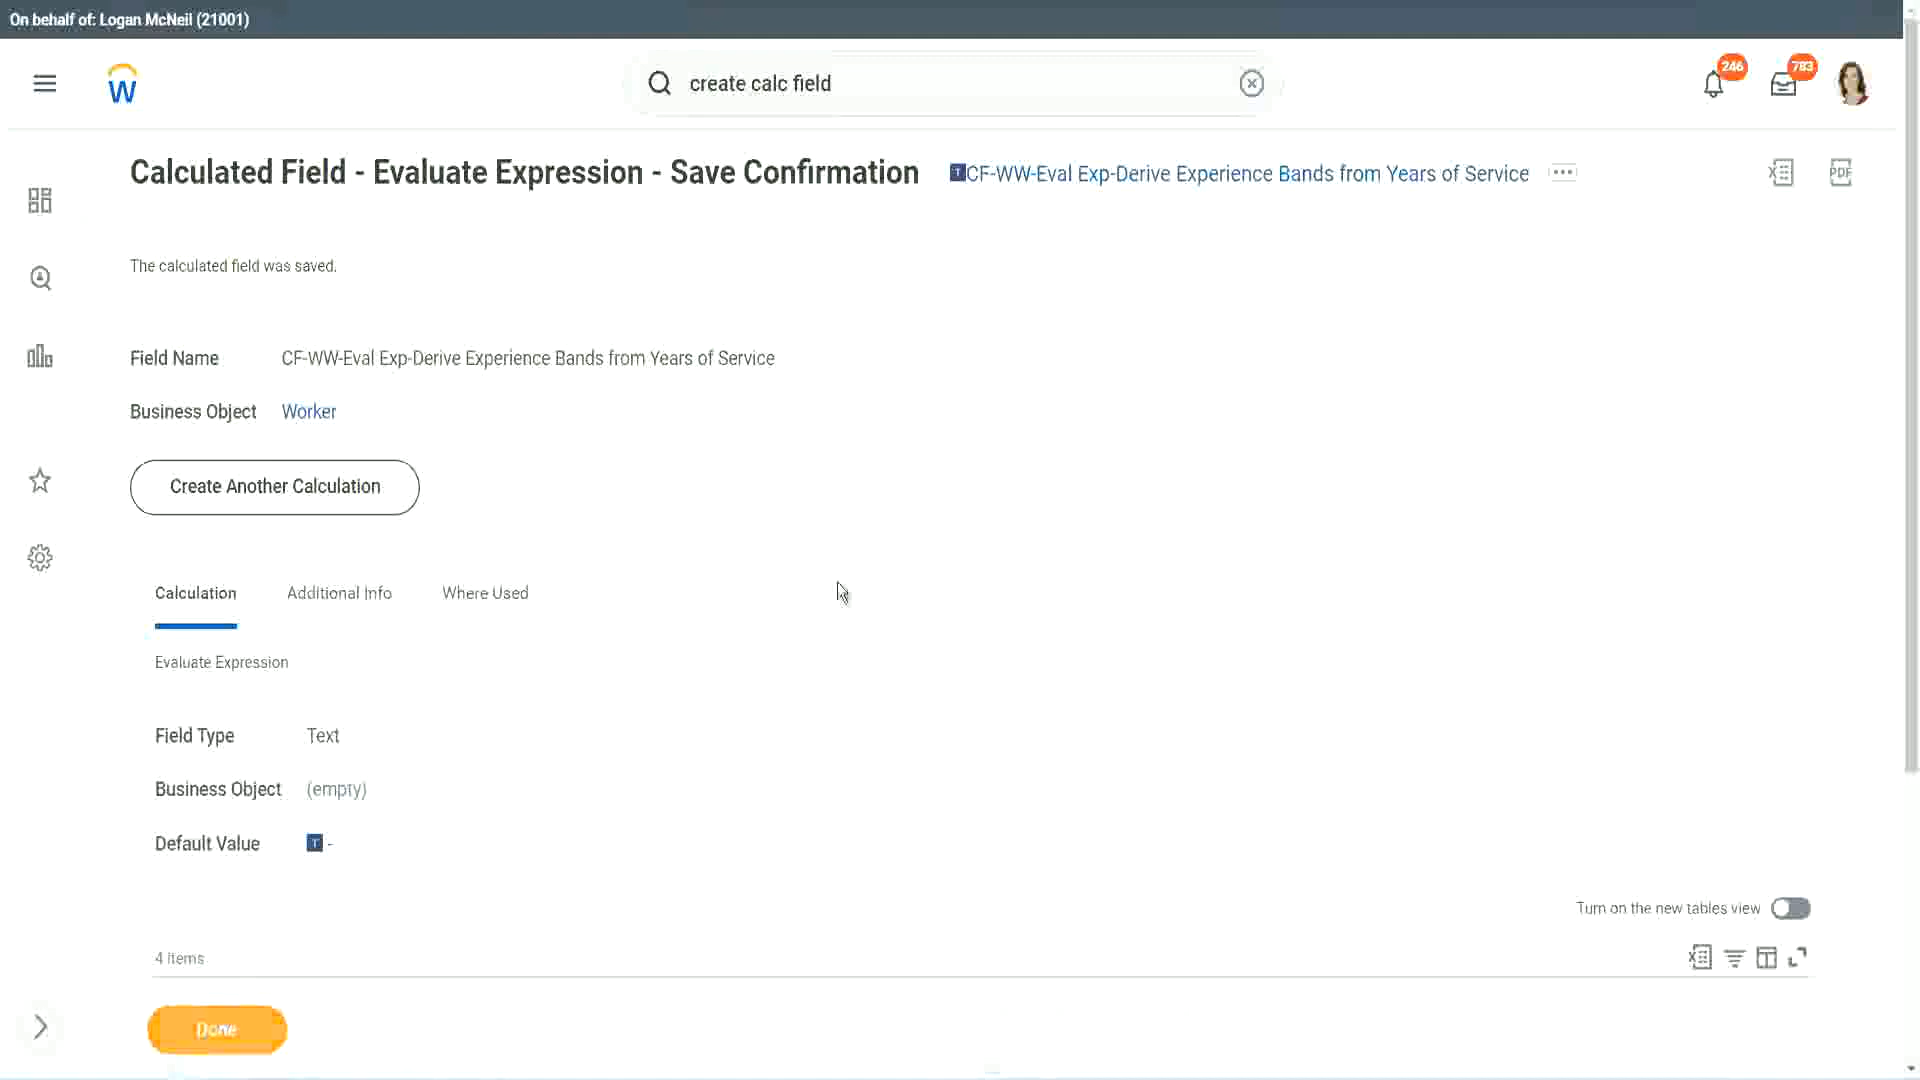 On behalf of: Logan McNeil (21001)
W
create calc field
246
783
Calculated Field - Evaluate Expression - Save Confirmation
T CF-WW-Eval Exp-Derive Experience Bands from Years of Service
X
PDF
The calculated field was saved.
Field Name CF-WW-Eval Exp-Derive Experience Bands from Years of Service
Business Object Worker
Create Another Calculation
Calculation Additional Info Where Used
Evaluate Expression
Field Type Text
Business Object (empty)
Default Value T -
Turn on the new tables view
4 items
X
Done